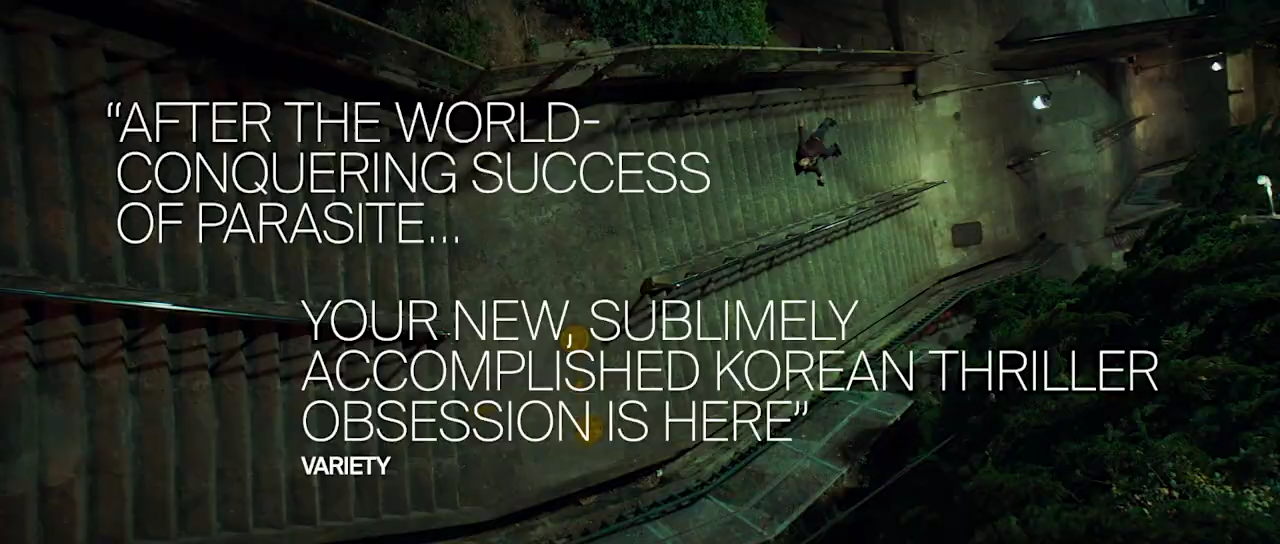 “AFTER THE WORLD-
CONQUERING SUCCESS
OF PARASITE...
YOUR NEW, SUBLIMELY
ACCOMPLISHED KOREAN THRILLER
OBSESSION IS HERE”
VARIETY